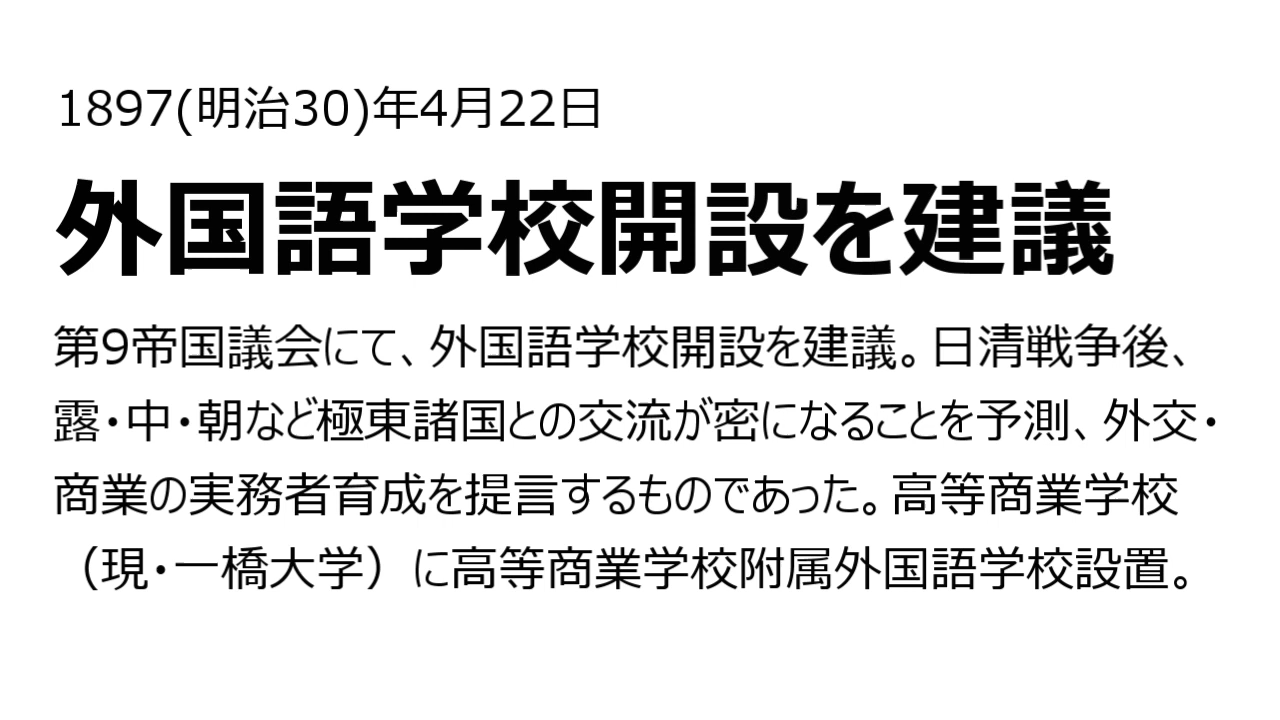 1897(明治30)年4月22日
外国語学校開設を建議
第9帝国議会にて、外国語学校開設を建議。日清戦争後、
露・中・朝など極東諸国との交流が密になることを予測、外交・
商業の実務者育成を提言するものであった。高等商業学校
（現・一橋大学）に高等商業学校附属外国語学校設置。